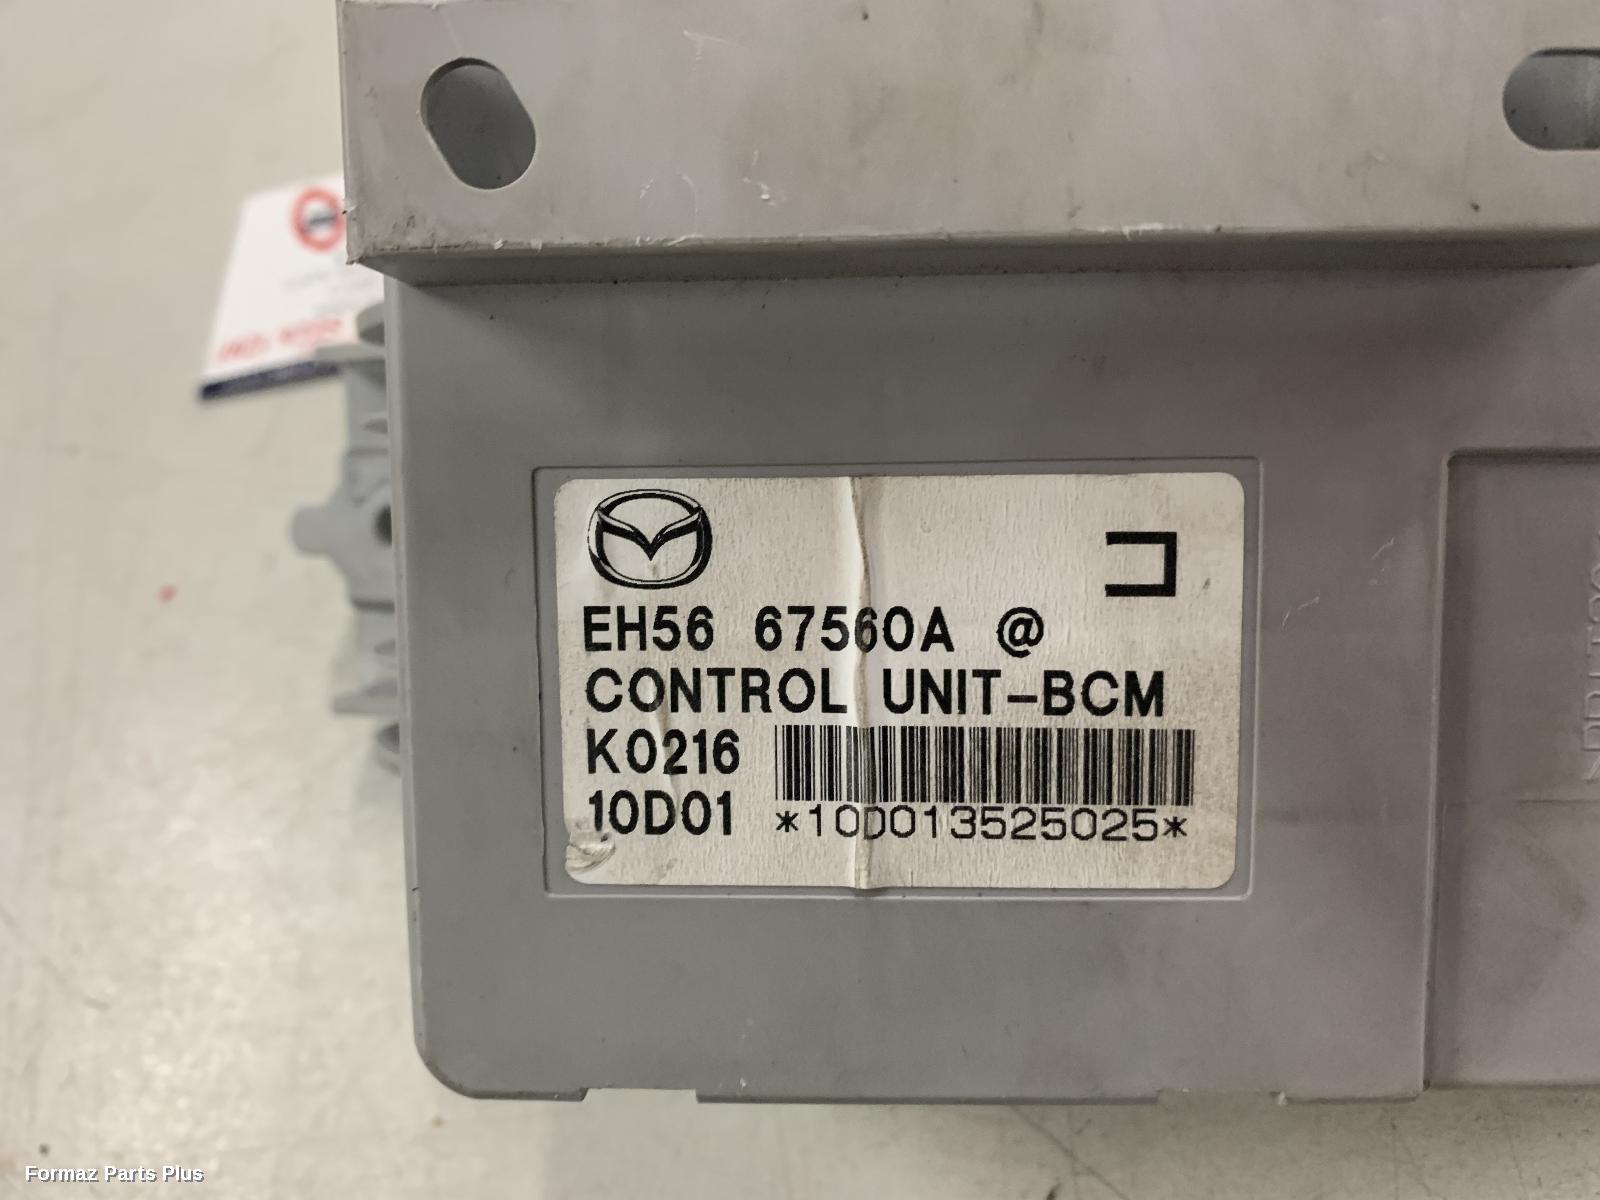 コ
EH56 67560A @
CONTROL UNIT-BCM
K0216
10D01 *10D013525025*
Formaz Parts Plus